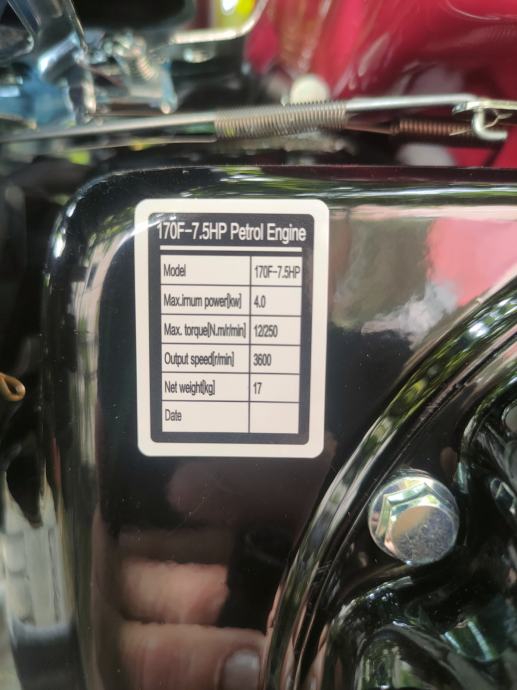 170F-7.5HP Petrol Engine
Model 170F-7.5HP
Max.imum power[kw] 4.0
Max. torque[N.m/r/min] 12/250
Output speed[r/min] 3600
Net weight[kg] 17
Date